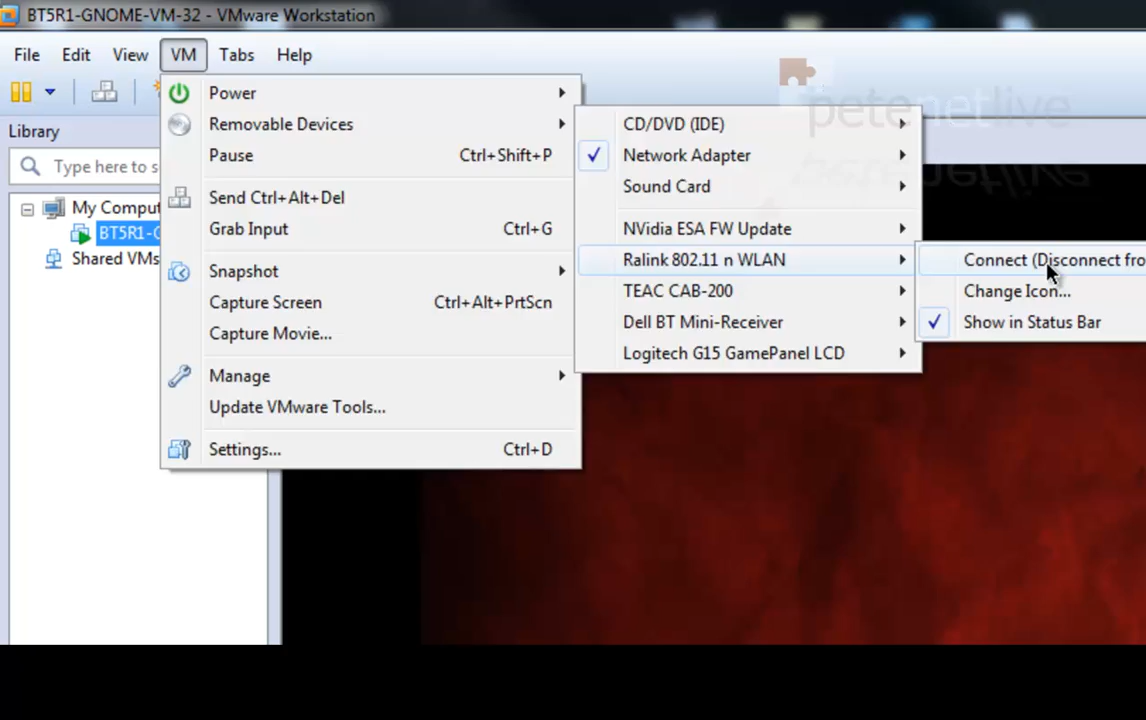 BT5R1-GNOME-VM-32 - VMware Workstation
File Edit View VM Tabs Help
Library
Type here to s
My Comput
BT5R1-G
Shared VMs
Power
Removable Devices
Pause Ctrl+Shift+P
Send Ctrl+Alt+Del
Grab Input Ctrl+G
Snapshot
Capture Screen Ctrl+Alt+PrtScn
Capture Movie...
Manage
Update VMware Tools...
Settings... Ctrl+D
CD/DVD (IDE)
Network Adapter
Sound Card
NVidia ESA FW Update
Ralink 802.11 n WLAN
TEAC CAB-200
Dell BT Mini-Receiver
Logitech G15 GamePanel LCD
Connect (Disconnect fro
Change Icon...
Show in Status Bar
petenetlive